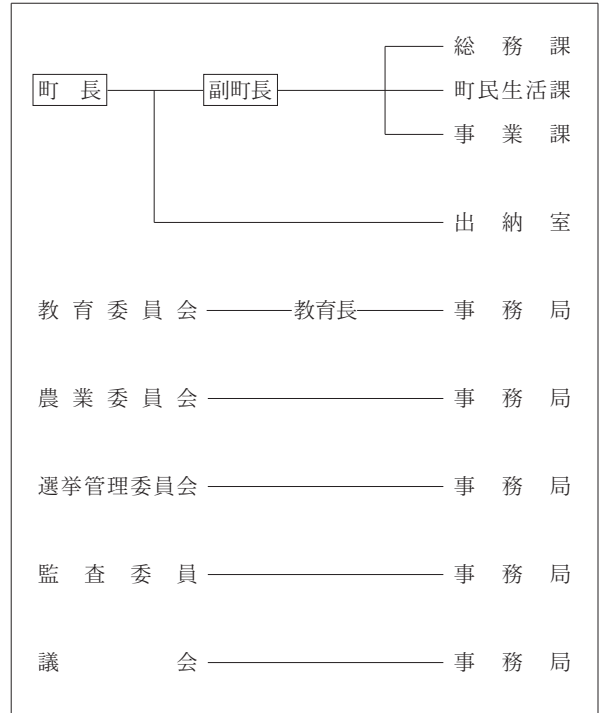 総務課
町長 副町長 町民生活課
事業課
出納室
教育委員会 教育長 事務局
農業委員会 事務局
選挙管理委員会 事務局
監査委員 事務局
議会 事務局